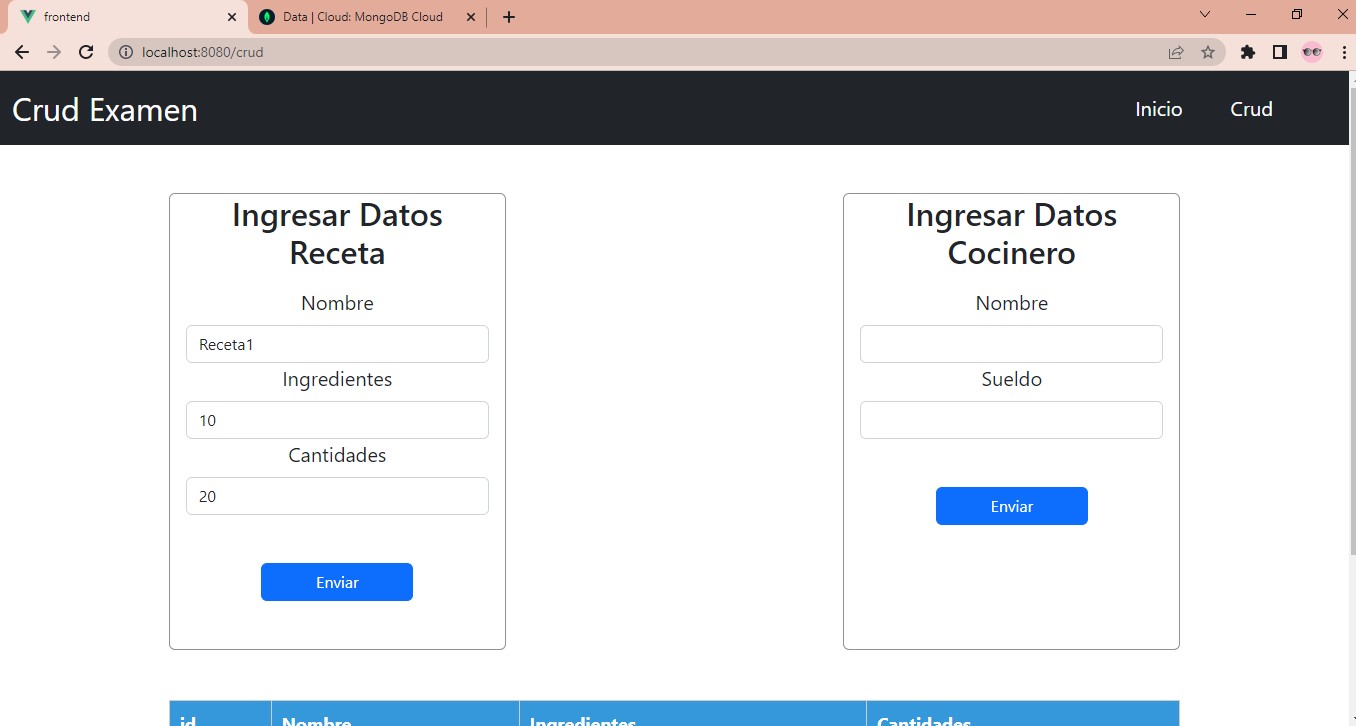 frontend
Data | Cloud: MongoDB Cloud
localhost:8080/crud
Crud Examen
Inicio
Crud
Ingresar Datos
Receta
Nombre
Receta1
Ingredientes
10
Cantidades
20
Enviar
Ingresar Datos
Cocinero
Nombre
Sueldo
Enviar
id
Nombre
Ingredientes
Cantidades